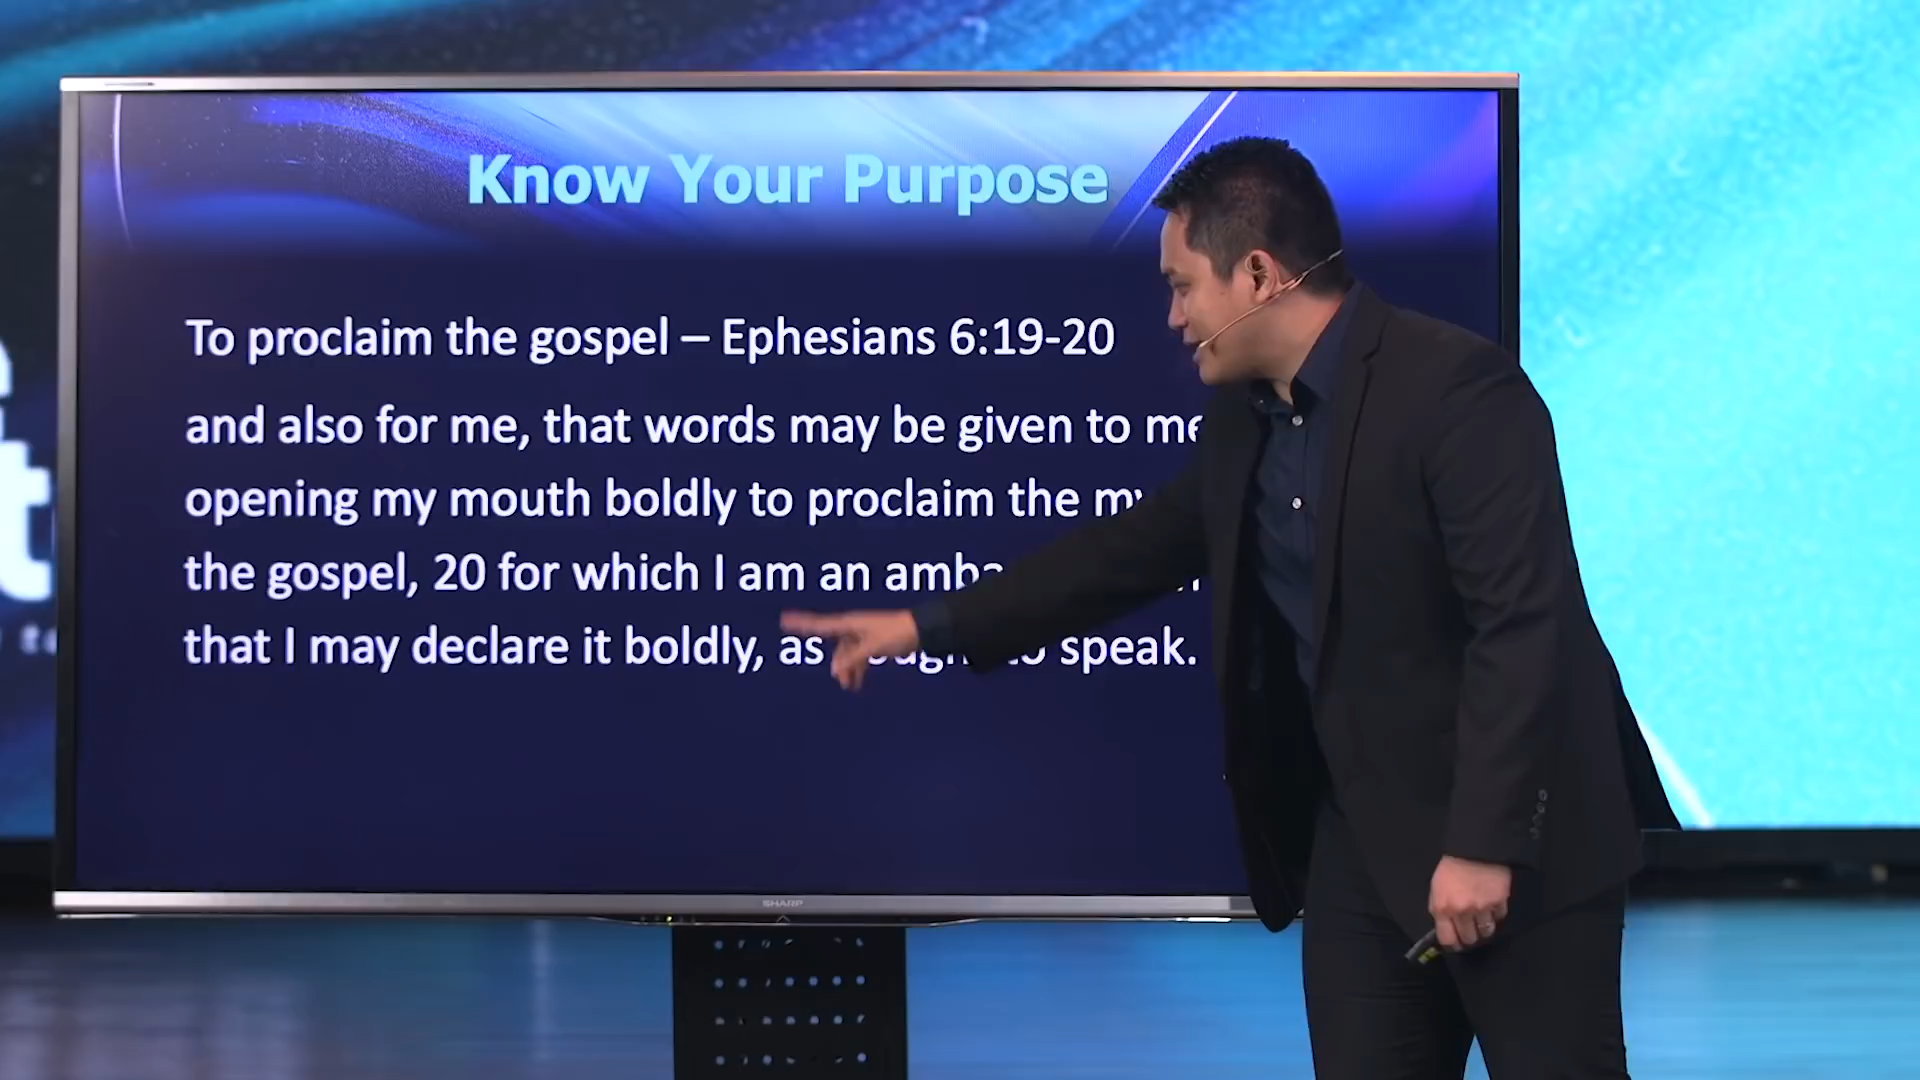 Know Your Purpose
To proclaim the gospel – Ephesians 6:19-20
and also for me, that words may be given to me
opening my mouth boldly to proclaim the
the gospel, 20 for which I am an
that I may declare it boldly, as to speak.
SHARP